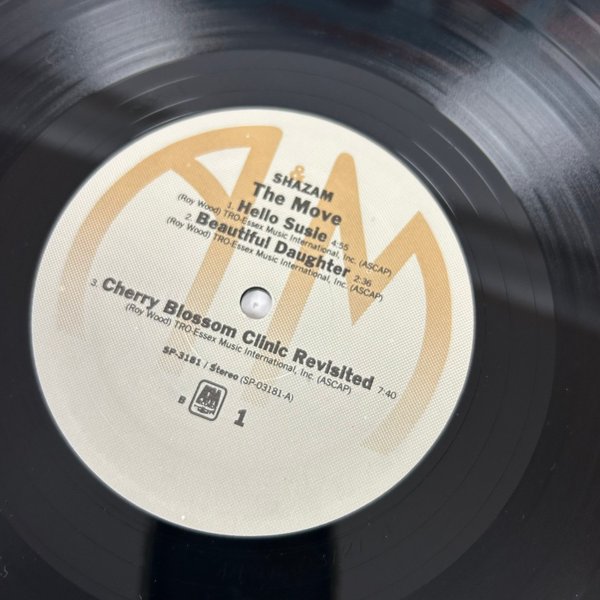 A&M
SHAZAM
The Move
1. Hello Susie 4:55
(Roy Wood) TRO-Essex Music International, Inc. (ASCAP)
2. Beautiful Daughter 2:36
(Roy Wood) TRO-Essex Music International, Inc. (ASCAP)
3. Cherry Blossom Clinic Revisited 7:40
(Roy Wood) TRO-Essex Music International, Inc. (ASCAP)
SP-3181 / Stereo (SP-03181-A)
B A&M 1